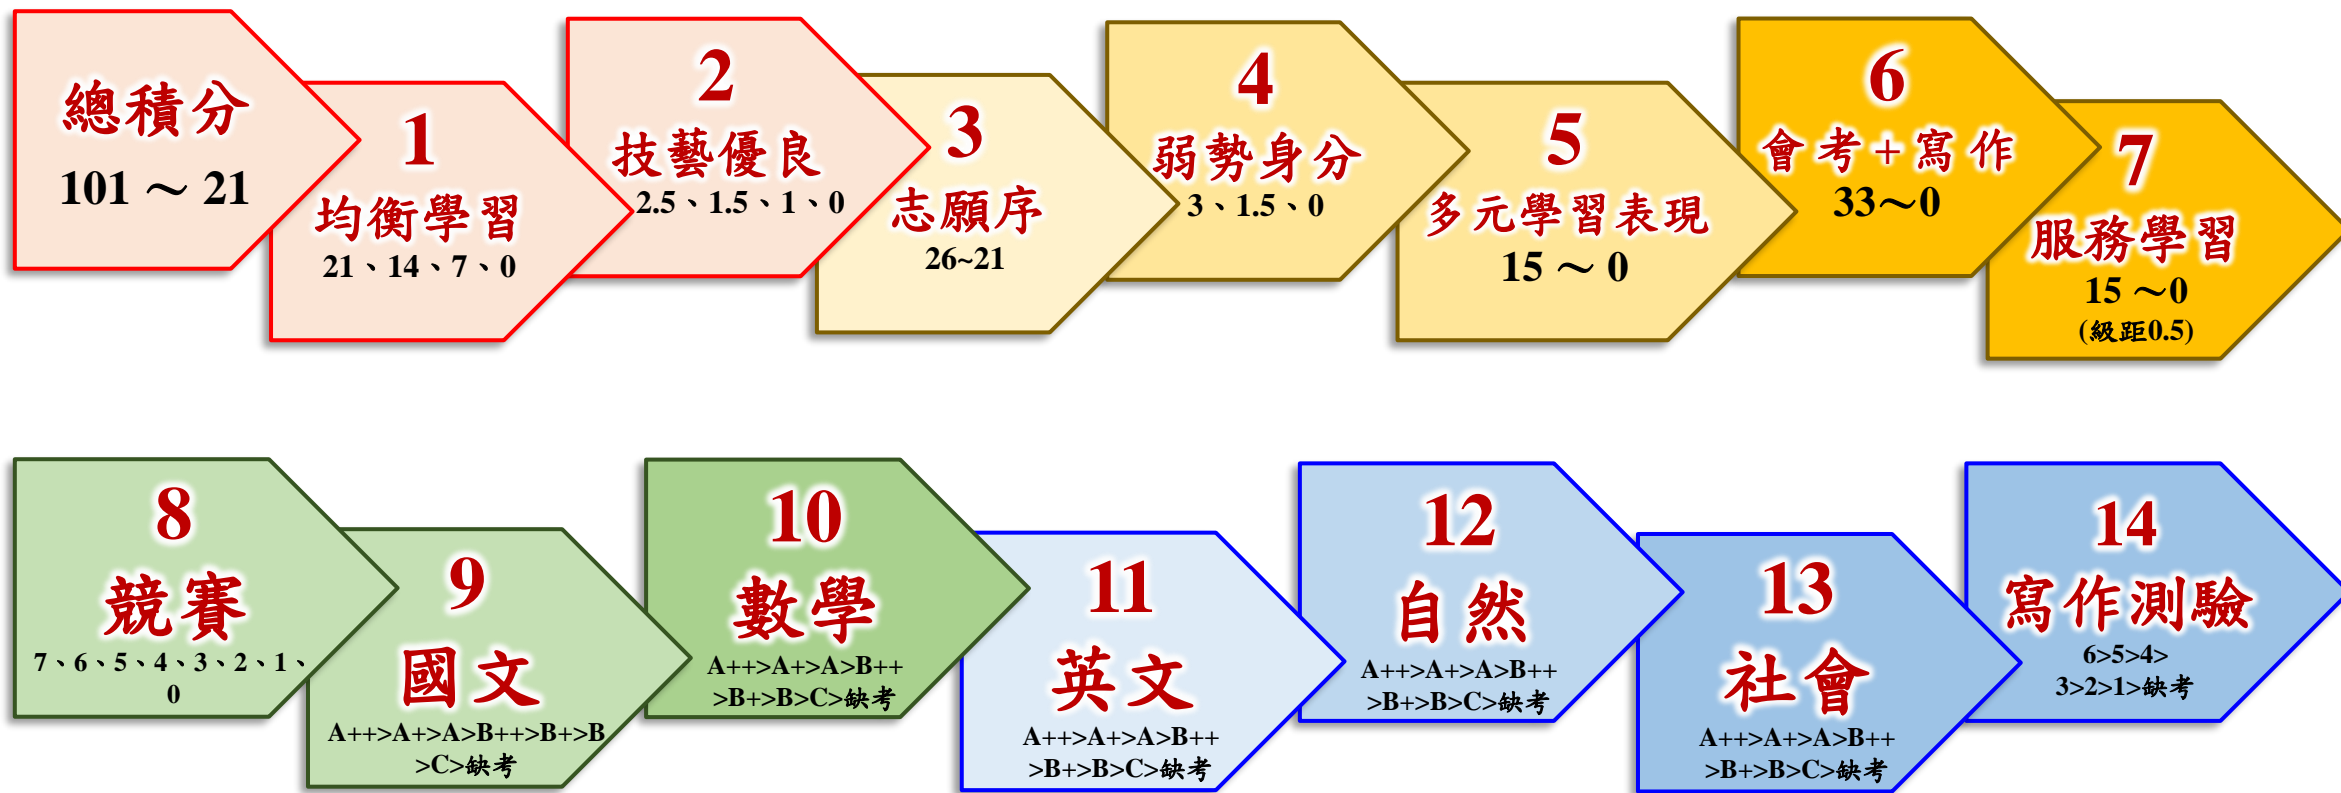 總積分
101 ～ 21
1
均衡學習
21、14、7、0
2
技藝優良
2.5、1.5、1、0
3
志願序
26~21
4
弱勢身分
3、1.5、0
5
多元學習表現
15 ～ 0
6
會考+寫作
33～0
7
服務學習
15 ～0
(級距0.5)
8
競賽
7、6、5、4、3、2、1、
0
9
國文
A++>A+>A>B++>B+>B
>C>缺考
10
數學
A++>A+>A>B++
>B+>B>C>缺考
11
英文
A++>A+>A>B++
>B+>B>C>缺考
12
自然
A++>A+>A>B++
>B+>B>C>缺考
13
社會
A++>A+>A>B++
>B+>B>C>缺考
14
寫作測驗
6>5>4>
3>2>1>缺考